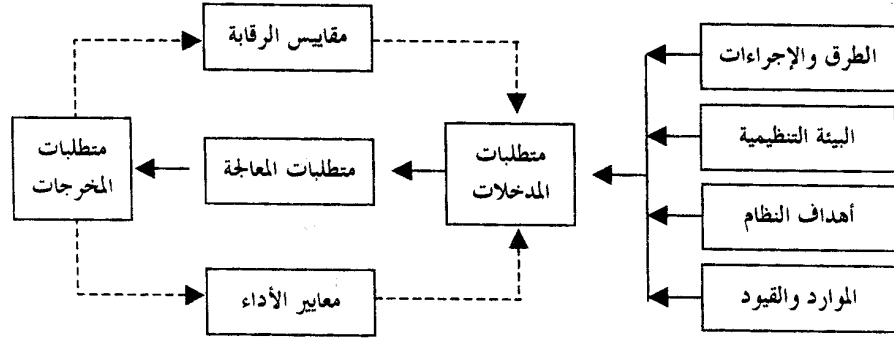 الطرق والإجراءات
البيئة التنظيمية
أهداف النظام
الموارد والقيود
متطلبات
المدخلات
مقاييس الرقابة
متطلبات المعالجة
معايير الأداء
متطلبات
المخرجات